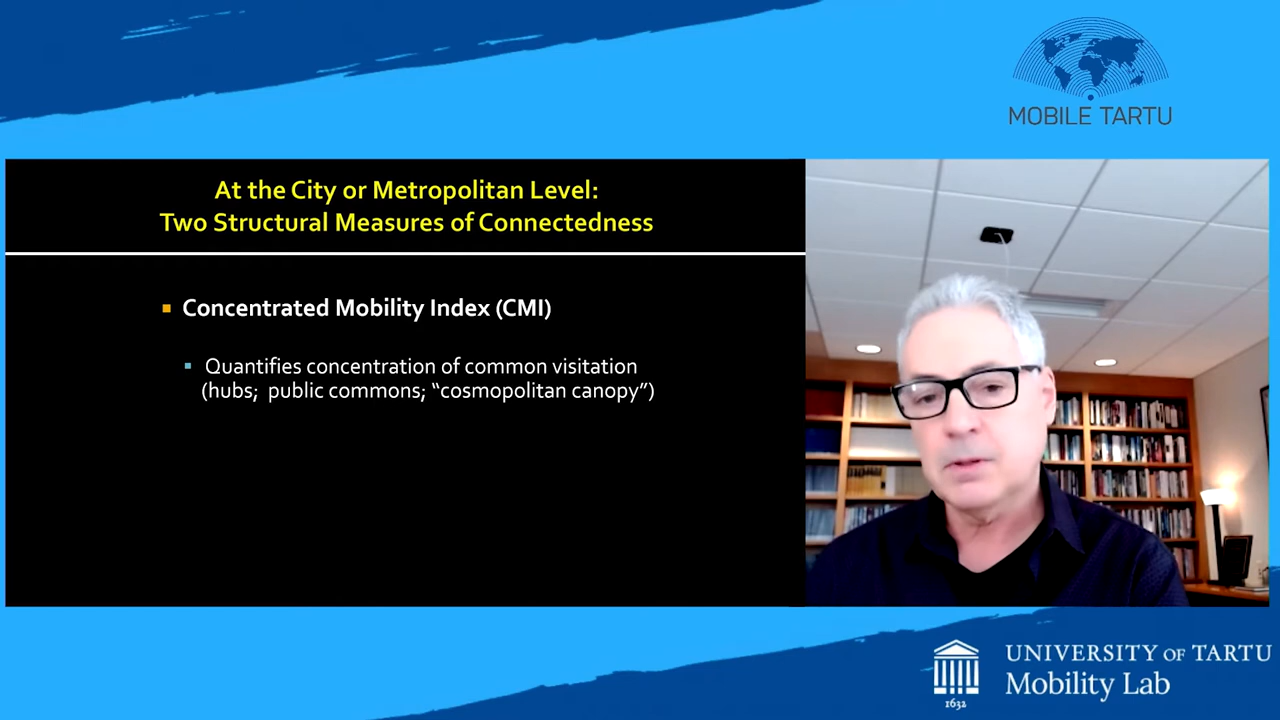 MOBILE TARTU
At the City or Metropolitan Level:
Two Structural Measures of Connectedness
▪ Concentrated Mobility Index (CMI)
▪ Quantifies concentration of common visitation
(hubs; public commons; “cosmopolitan canopy”)
UNIVERSITY OF TARTU
Mobility Lab
1632